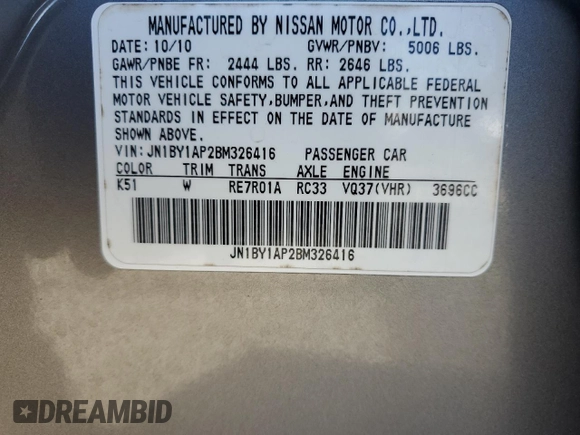 MANUFACTURED BY NISSAN MOTOR CO.,LTD.
DATE: 10/10 GVWR/PNBV: 5006 LBS.
GAWR/PNBE FR: 2444 LBS. RR: 2646 LBS.
THIS VEHICLE CONFORMS TO ALL APPLICABLE FEDERAL
MOTOR VEHICLE SAFETY,BUMPER,AND THEFT PREVENTION
STANDARDS IN EFFECT ON THE DATE OF MANUFACTURE
SHOWN ABOVE.
VIN: JN1BY1AP2BM326416 PASSENGER CAR
COLOR TRIM TRANS AXLE ENGINE
K51 W RE7R01A RC33 VQ37(VHR) 3696CC
JN1BY1AP2BM326416
DREAMBID